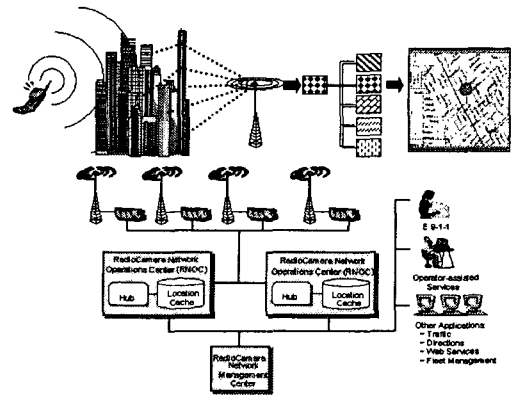 E 9-1-1
Operator-assisted
Services
Other Applications:
- Traffic
- Directions
- Web Services
- Fleet Management
RadioCamera Network
Operations Center (RNOC)
Hub
Location
Cache
RadioCamera Network
Operations Center (RNOC)
Hub
Location
Cache
RadioCamera
Network
Management
Center